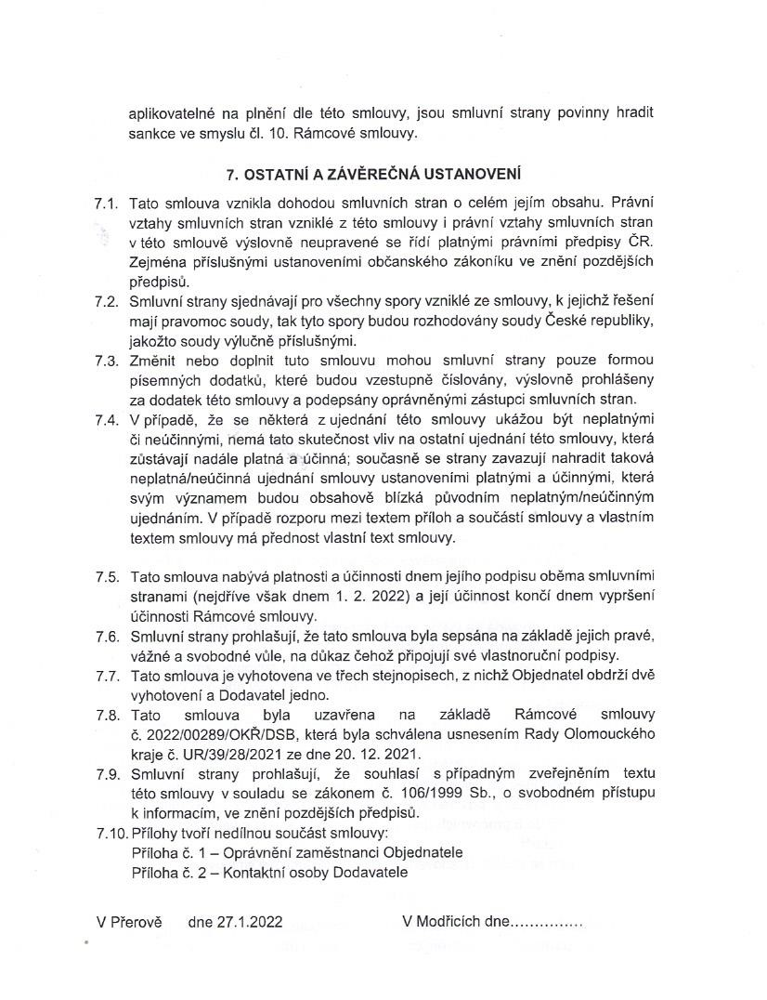 aplikovatelné na plnění dle této smlouvy, jsou smluvní strany povinny hradit
sankce ve smyslu čl. 10. Rámcové smlouvy.
7. OSTATNÍ A ZÁVĚREČNÁ USTANOVENÍ
7.1. Tato smlouva vznikla dohodou smluvních stran o celém jejím obsahu. Právní
vztahy smluvních stran vzniklé z této smlouvy i právní vztahy smluvních stran
v této smlouvě výslovně neupravené se řídí platnými právními předpisy ČR.
Zejména příslušnými ustanoveními občanského zákoníku ve znění pozdějších
předpisů.
7.2. Smluvní strany sjednávají pro všechny spory vzniklé ze smlouvy, k jejichž řešení
mají pravomoc soudy, tak tyto spory budou rozhodovány soudy České republiky,
jakožto soudy výlučně příslušnými.
7.3. Změnit nebo doplnit tuto smlouvu mohou smluvní strany pouze formou
písemných dodatků, které budou vzestupně číslovány, výslovně prohlášeny
za dodatek této smlouvy a podepsány oprávněnými zástupci smluvních stran.
7.4. V případě, že se některá z ujednání této smlouvy ukážou být neplatnými
či neúčinnými, nemá tato skutečnost vliv na ostatní ujednání této smlouvy, která
zůstávají nadále platná a účinná; současně se strany zavazují nahradit taková
neplatná/neúčinná ujednání smlouvy ustanoveními platnými a účinnými, která
svým významem budou obsahově blízká původním neplatným/neúčinným
ujednáním. V případě rozporu mezi textem příloh a součástí smlouvy a vlastním
textem smlouvy má přednost vlastní text smlouvy.
7.5. Tato smlouva nabývá platnosti a účinnosti dnem jejího podpisu oběma smluvními
stranami (nejdříve však dnem 1. 2. 2022) a její účinnost končí dnem vypršení
účinnosti Rámcové smlouvy.
7.6. Smluvní strany prohlašují, že tato smlouva byla sepsána na základě jejich pravé,
vážné a svobodné vůle, na důkaz čehož připojují své vlastnoruční podpisy.
7.7. Tato smlouva je vyhotovena ve třech stejnopisech, z nichž Objednatel obdrží dvě
vyhotovení a Dodavatel jedno.
7.8. Tato smlouva byla uzavřena na základě Rámcové smlouvy
č. 2022/00289/OKŘ/DSB, která byla schválena usnesením Rady Olomouckého
kraje č. UR/39/28/2021 ze dne 20. 12. 2021.
7.9. Smluvní strany prohlašují, že souhlasí s případným zveřejněním textu
této smlouvy v souladu se zákonem č. 106/1999 Sb., o svobodném přístupu
k informacím, ve znění pozdějších předpisů.
7.10. Přílohy tvoří nedílnou součást smlouvy:
Příloha č. 1 – Oprávnění zaměstnanci Objednatele
Příloha č. 2 – Kontaktní osoby Dodavatele
V Přerově dne 27.1.2022 V Modřicích dne...............